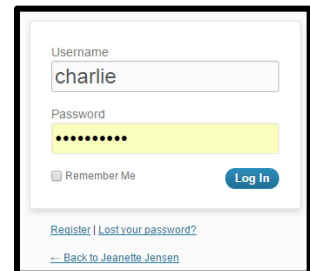 Username
charlie
Password
••••••••••
Remember Me Log In
Register | Lost your password?
← Back to Jeanette Jensen